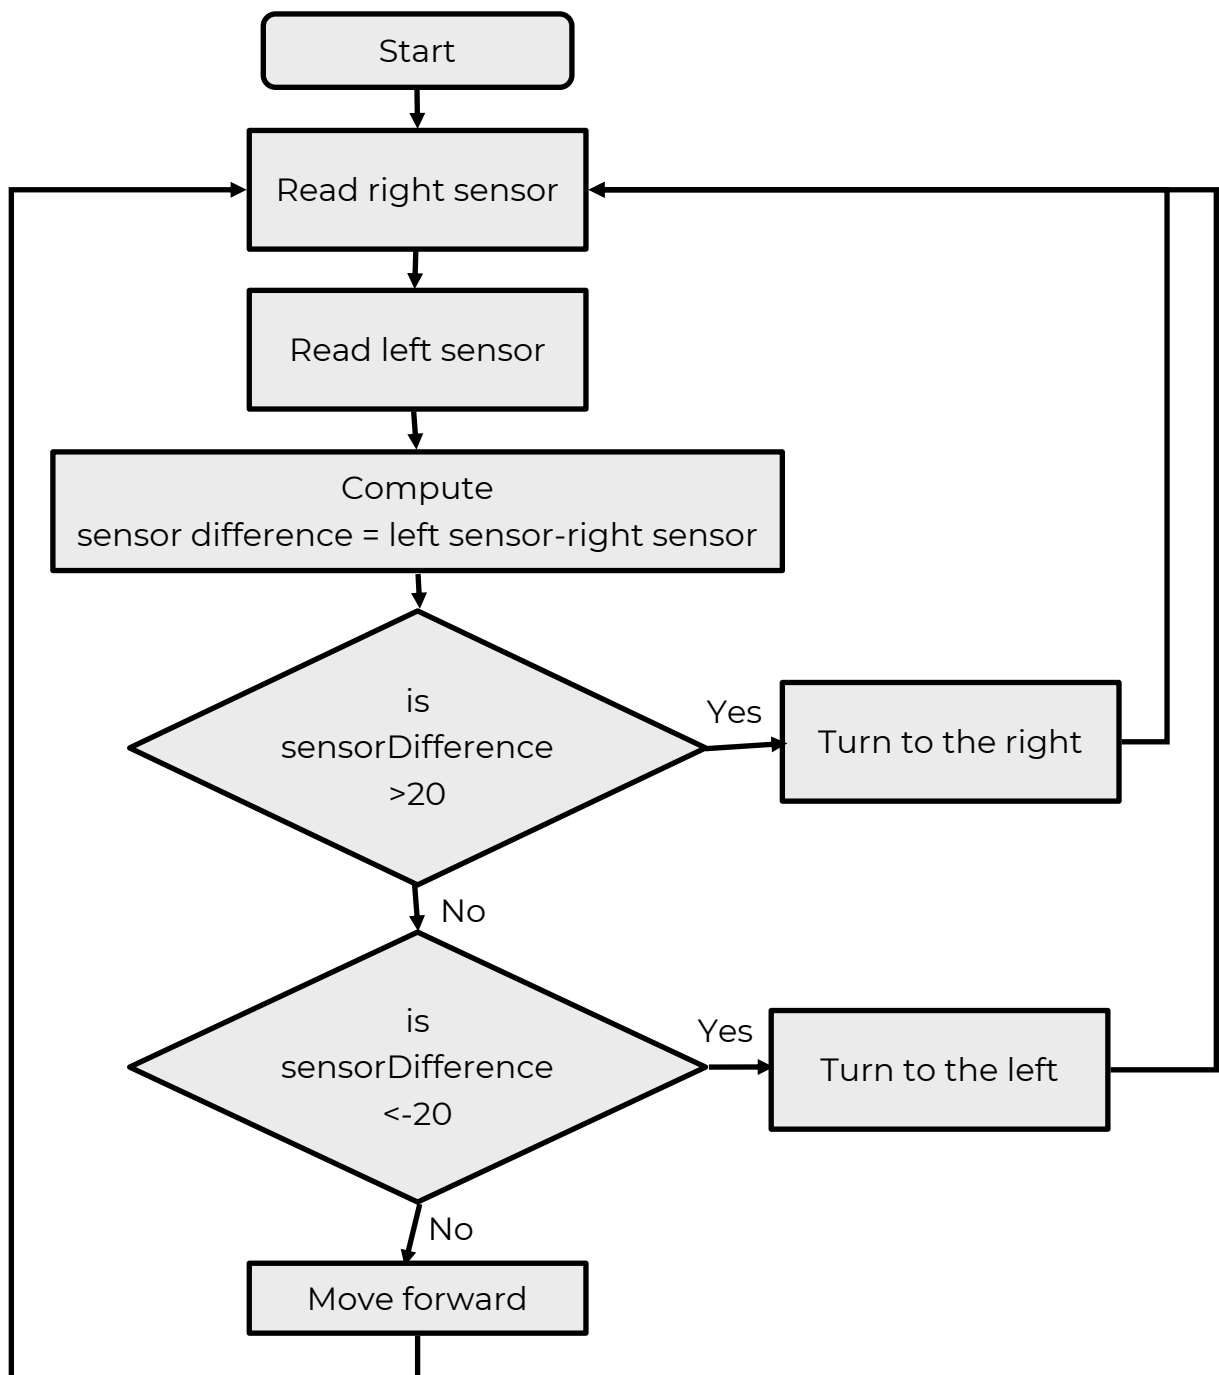 Start
Read right sensor
Read left sensor
Compute
sensor difference = left sensor-right sensor
is
sensorDifference
>20
Yes
Turn to the right
No
is
sensorDifference
<-20
Yes
Turn to the left
No
Move forward